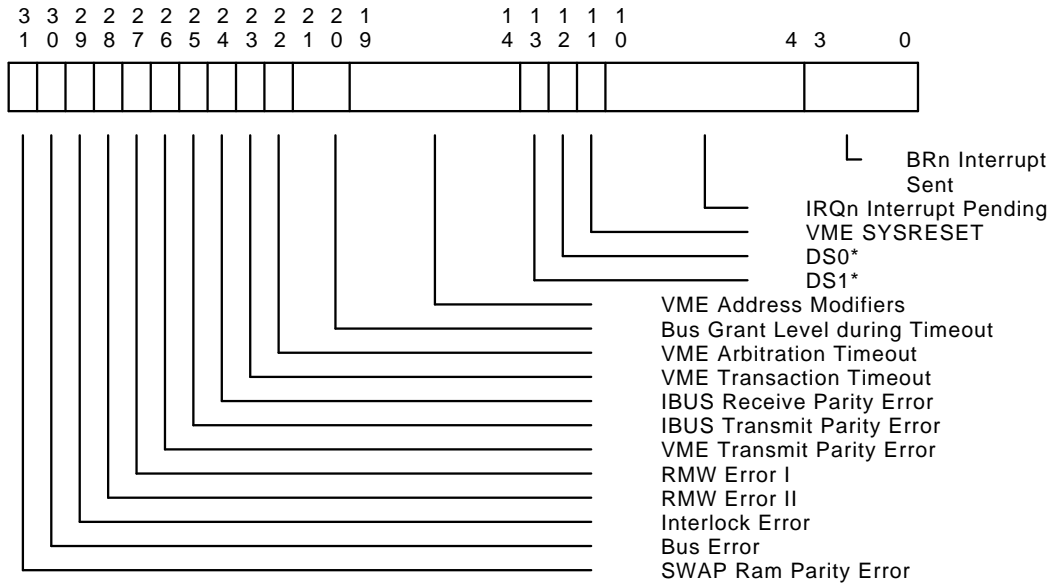 3 3 2 2 2 2 2 2 2 2 2 2 1 1 1 1 1 1
1 0 9 8 7 6 5 4 3 2 1 0 9 4 3 2 1 0 4 3 0
BRn Interrupt
Sent
IRQn Interrupt Pending
VME SYSRESET
DS0*
DS1*
VME Address Modifiers
Bus Grant Level during Timeout
VME Arbitration Timeout
VME Transaction Timeout
IBUS Receive Parity Error
IBUS Transmit Parity Error
VME Transmit Parity Error
RMW Error I
RMW Error II
Interlock Error
Bus Error
SWAP Ram Parity Error